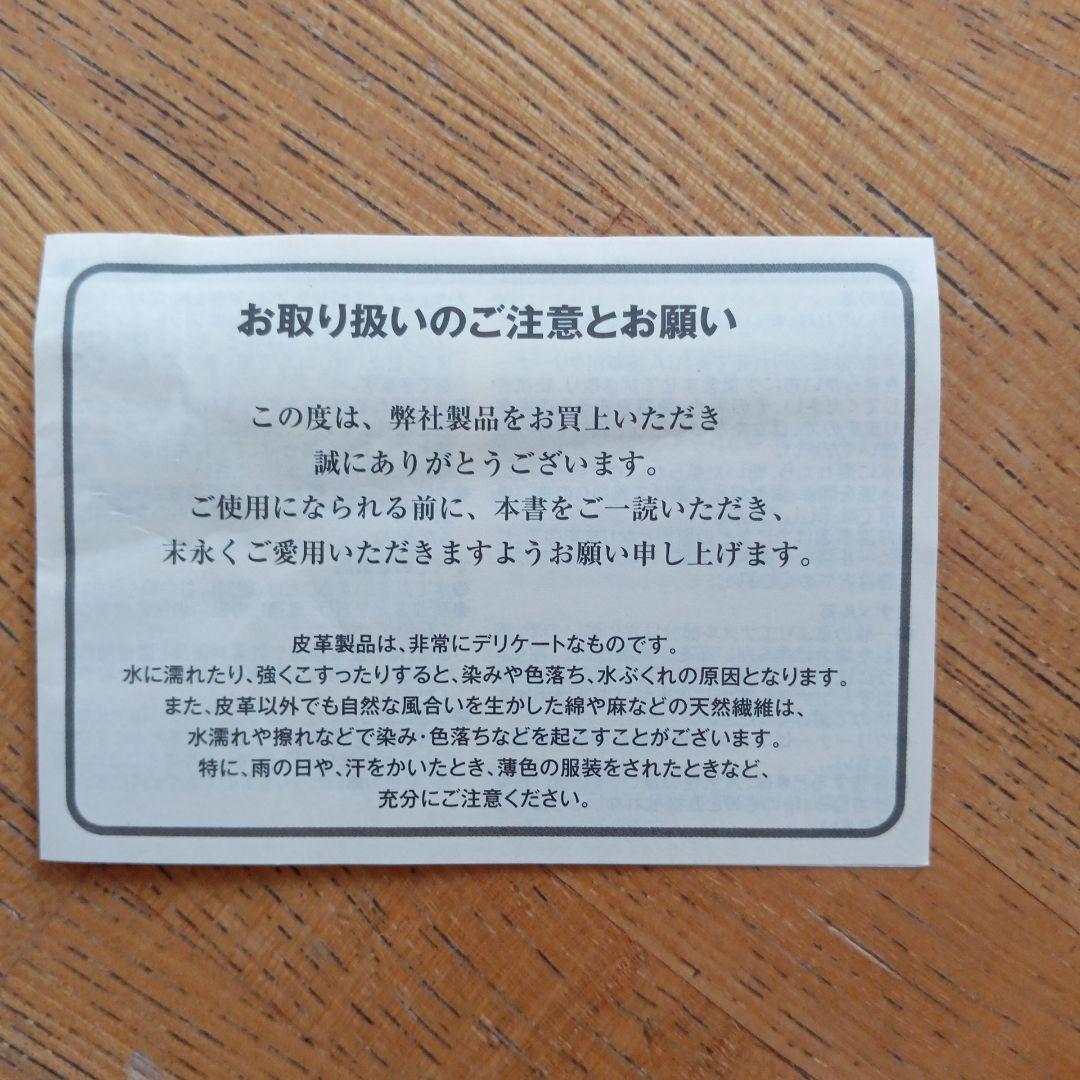 お取り扱いのご注意とお願い
この度は、弊社製品をお買上いただき
誠にありがとうございます。
ご使用になられる前に、本書をご一読いただき、
末永くご愛用いただきますようお願い申し上げます。
皮革製品は、非常にデリケートなものです。
水に濡れたり、強くこすったりすると、染みや色落ち、水ぶくれの原因となります。
また、皮革以外でも自然な風合いを生かした綿や麻などの天然繊維は、
水濡れや擦れなどで染み・色落ちなどを起こすことがございます。
特に、雨の日や、汗をかいたとき、薄色の服装をされたときなど、
充分にご注意ください。